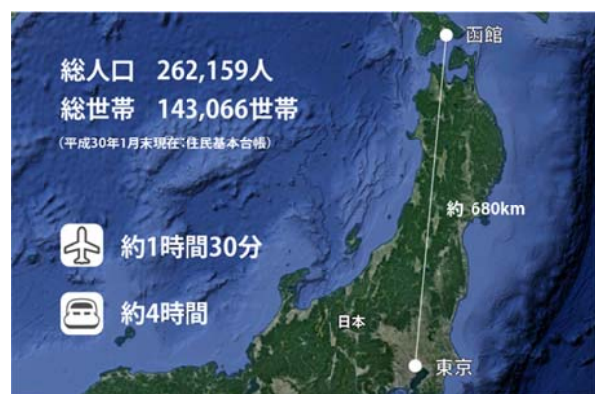 函館
総人口 262,159人
総世帯 143,066世帯
(平成30年1月末現在:住民基本台帳)
約 680km
約1時間30分
約4時間
日本
東京